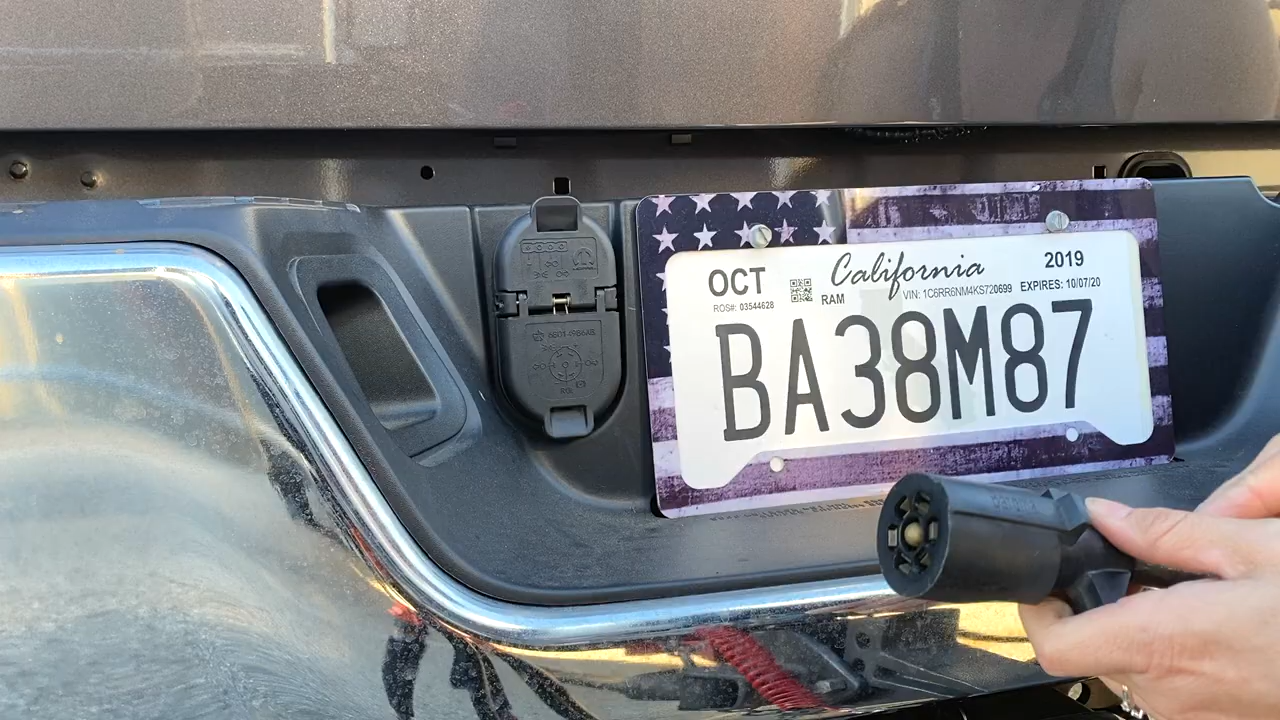 OCT
California
2019
ROS#: 03544628
RAM
VIN: 1C6RR6NM4KS720699
EXPIRES: 10/07/20
BA38M87